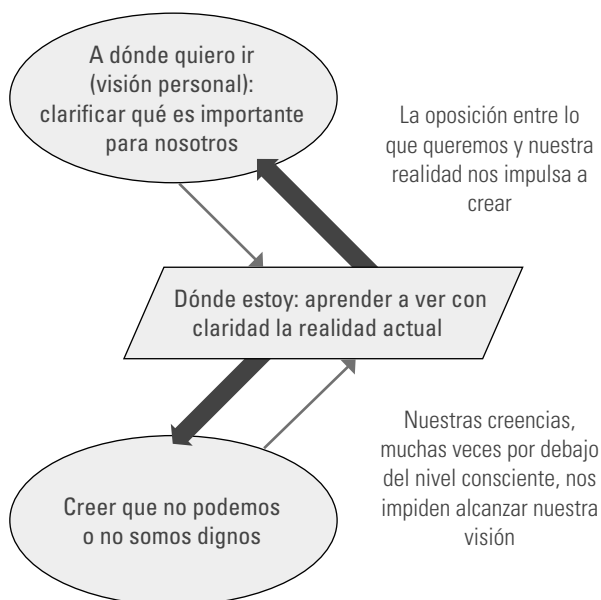 A dónde quiero ir
(visión personal):
clarificar qué es importante
para nosotros
La oposición entre lo
que queremos y nuestra
realidad nos impulsa a
crear
Dónde estoy: aprender a ver con
claridad la realidad actual
Nuestras creencias,
muchas veces por debajo
del nivel consciente, nos
impiden alcanzar nuestra
visión
Creer que no podemos
o no somos dignos